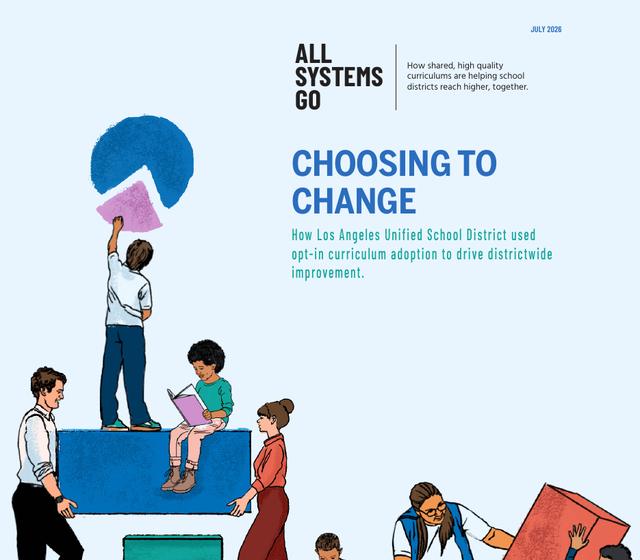 JULY 2026
ALL
SYSTEMS
GO
How shared, high quality
curriculums are helping school
districts reach higher, together.
CHOOSING TO
CHANGE
How Los Angeles Unified School District used
opt-in curriculum adoption to drive districtwide
improvement.